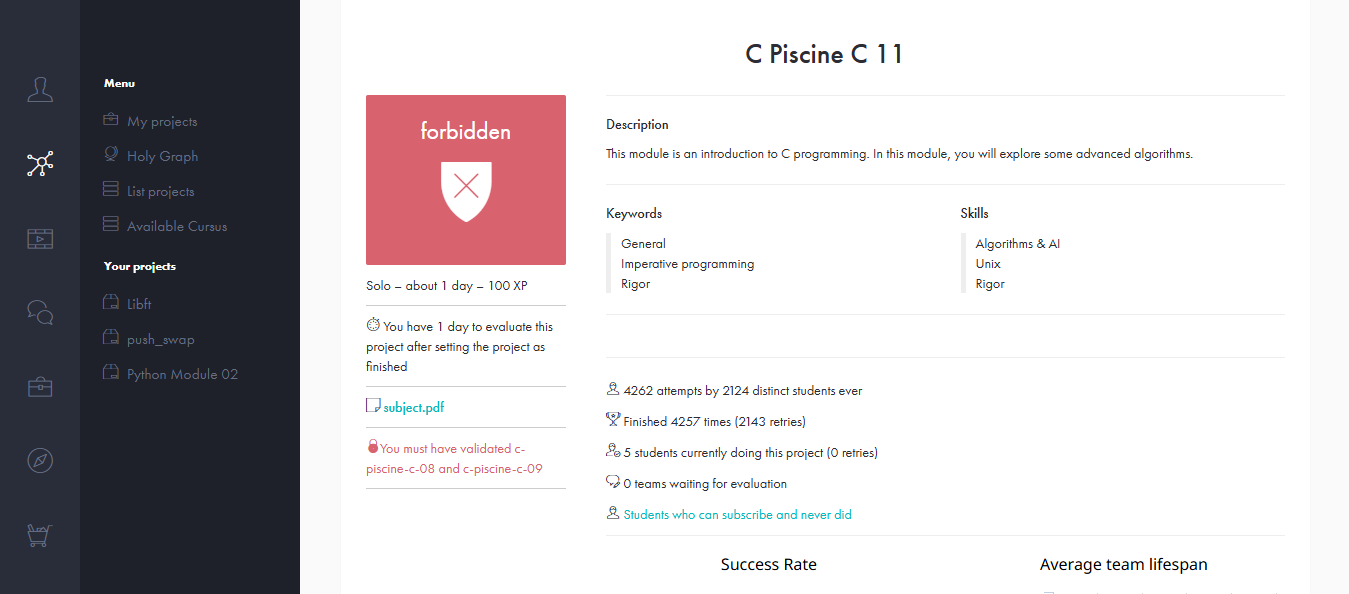 Menu
My projects
Holy Graph
List projects
Available Cursus
Your projects
Libft
push_swap
Python Module 02
C Piscine C 11
forbidden
Solo – about 1 day – 100 XP
You have 1 day to evaluate this
project after setting the project as
finished
subject.pdf
You must have validated c-
piscine-c-08 and c-piscine-c-09
Description
This module is an introduction to C programming. In this module, you will explore some advanced algorithms.
Keywords
General
Imperative programming
Rigor
Skills
Algorithms & AI
Unix
Rigor
4262 attempts by 2124 distinct students ever
Finished 4257 times (2143 retries)
5 students currently doing this project (0 retries)
0 teams waiting for evaluation
Students who can subscribe and never did
Success Rate
Average team lifespan